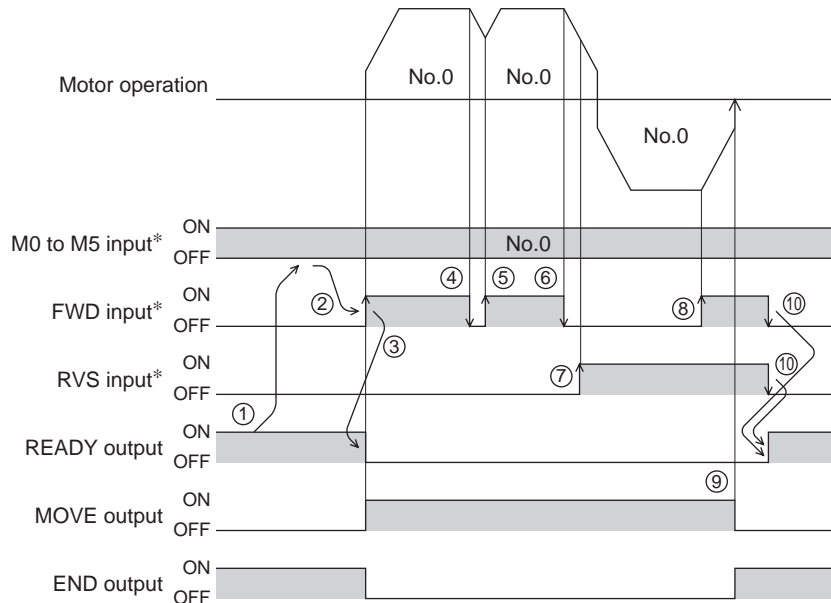 Motor operation
No.0
No.0
No.0
M0 to M5 input*
ON
OFF
No.0
FWD input*
ON
OFF
②
④
⑤
⑥
⑧
⑩
③
RVS input*
ON
OFF
⑦
⑩
①
READY output
ON
OFF
MOVE output
ON
OFF
⑨
END output
ON
OFF